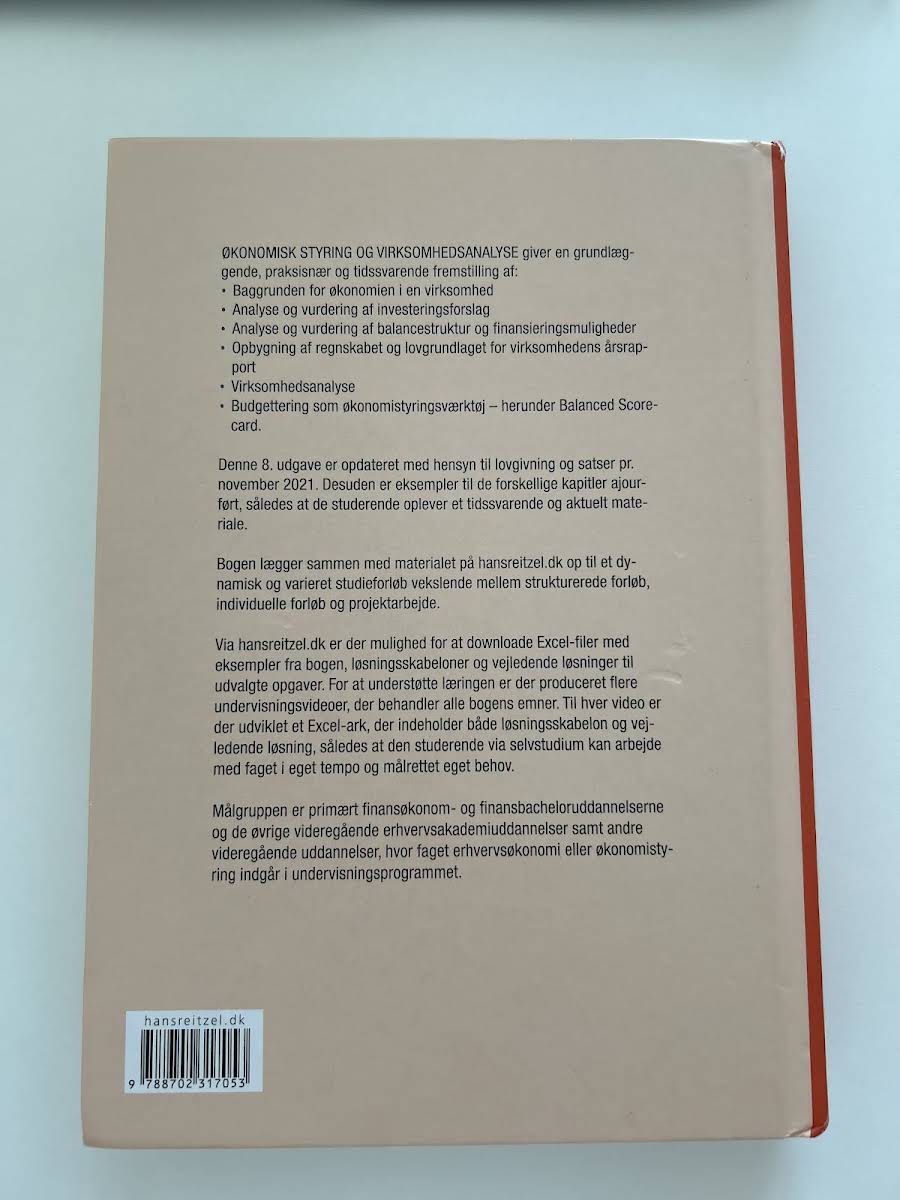 ØKONOMISK STYRING OG VIRKSOMHEDSANALYSE giver en grundlæg-
gende, praksisnær og tidssvarende fremstilling af:
• Baggrunden for økonomien i en virksomhed
• Analyse og vurdering af investeringsforslag
• Analyse og vurdering af balancestruktur og finansieringsmuligheder
• Opbygning af regnskabet og lovgrundlaget for virksomhedens årsrap-
port
• Virksomhedsanalyse
• Budgettering som økonomistyringsværktøj – herunder Balanced Score-
card.
Denne 8. udgave er opdateret med hensyn til lovgivning og satser pr.
november 2021. Desuden er eksempler til de forskellige kapitler ajour-
ført, således at de studerende oplever et tidssvarende og aktuelt mate-
riale.
Bogen lægger sammen med materialet på hansreitzel.dk op til et dy-
namisk og varieret studieforløb vekslende mellem strukturerede forløb,
individuelle forløb og projektarbejde.
Via hansreitzel.dk er der mulighed for at downloade Excel-filer med
eksempler fra bogen, løsningsskabeloner og vejledende løsninger til
udvalgte opgaver. For at understøtte læringen er der produceret flere
undervisningsvideoer, der behandler alle bogens emner. Til hver video er
der udviklet et Excel-ark, der indeholder både løsningsskabelon og vej-
ledende løsning, således at den studerende via selvstudium kan arbejde
med faget i eget tempo og målrettet eget behov.
Målgruppen er primært finansøkonom- og finansbacheloruddannelserne
og de øvrige videregående erhvervsakademiuddannelser samt andre
videregående uddannelser, hvor faget erhvervsøkonomi eller økonomisty-
ring indgår i undervisningsprogrammet.
hansreitzel.dk
9 788702 317053